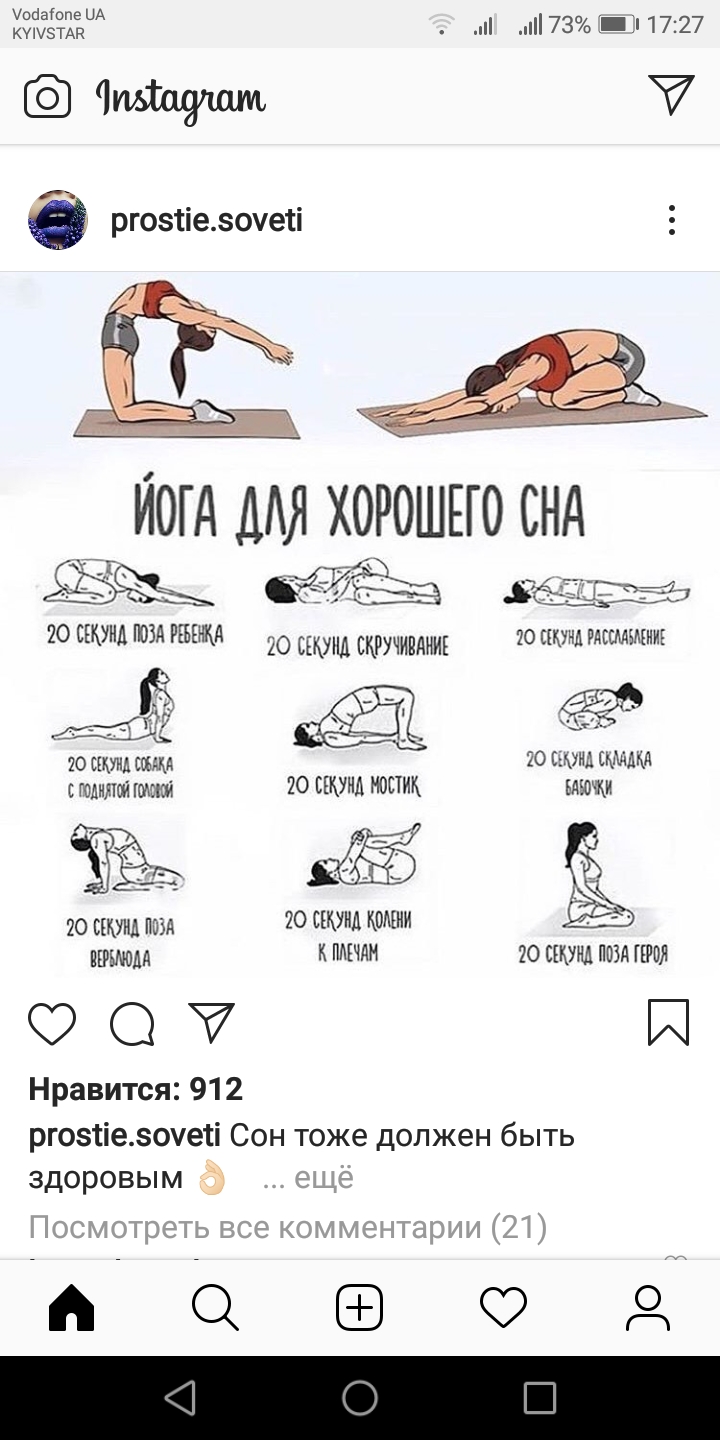 Vodafone UA
KYIVSTAR
73% 17:27
Instagram
prostie.soveti
ЙОГА ДЛЯ ХОРОШЕГО СНА
20 СЕКУНД ПОЗА РЕБЕНКА
20 СЕКУНД СКРУЧИВАНИЕ
20 СЕКУНД РАССЛАБЛЕНИЕ
20 СЕКУНД СОБАКА
С ПОДНЯТОЙ ГОЛОВОЙ
20 СЕКУНД МОСТИК
20 СЕКУНД СКЛАДКА
БАБОЧКИ
20 СЕКУНД ПОЗА
ВЕРБЛЮДА
20 СЕКУНД КОЛЕНИ
К ПЛЕЧАМ
20 СЕКУНД ПОЗА ГЕРОЯ
Нравится: 912
prostie.soveti Сон тоже должен быть
здоровым 👌🏻 ... ещё
Посмотреть все комментарии (21)